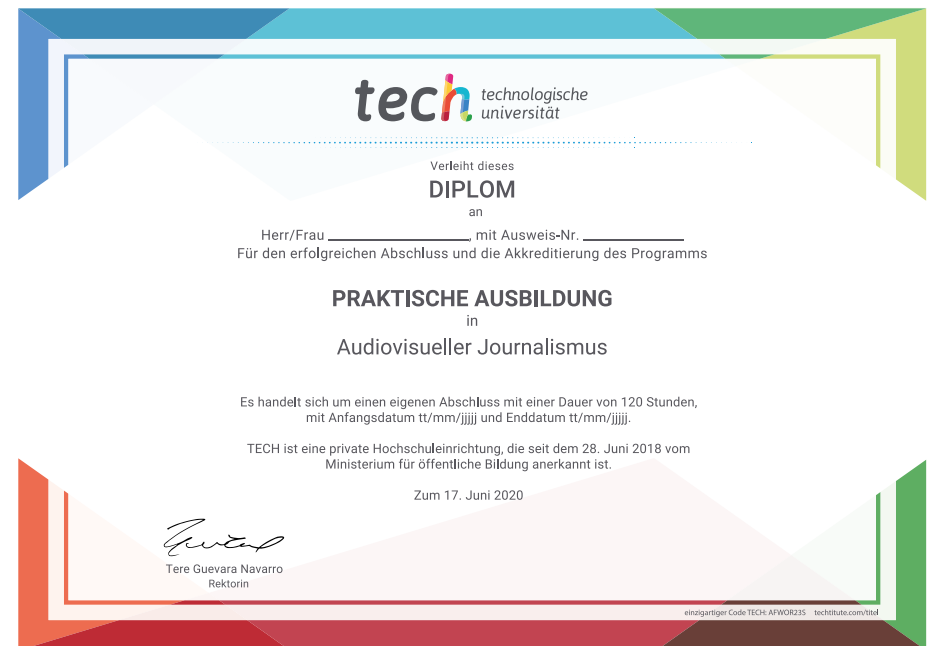 tech technologische
universität
Verleiht dieses
DIPLOM
an
Herr/Frau ____________________, mit Ausweis-Nr. ______________
Für den erfolgreichen Abschluss und die Akkreditierung des Programms
PRAKTISCHE AUSBILDUNG
in
Audiovisueller Journalismus
Es handelt sich um einen eigenen Abschluss mit einer Dauer von 120 Stunden,
mit Anfangsdatum tt/mm/jjjjj und Enddatum tt/mm/jjjjj.
TECH ist eine private Hochschuleinrichtung, die seit dem 28. Juni 2018 vom
Ministerium für öffentliche Bildung anerkannt ist.
Zum 17. Juni 2020
Tere Guevara Navarro
Rektorin
einzigartiger Code TECH: AFWOR23S techtitute.com/titel